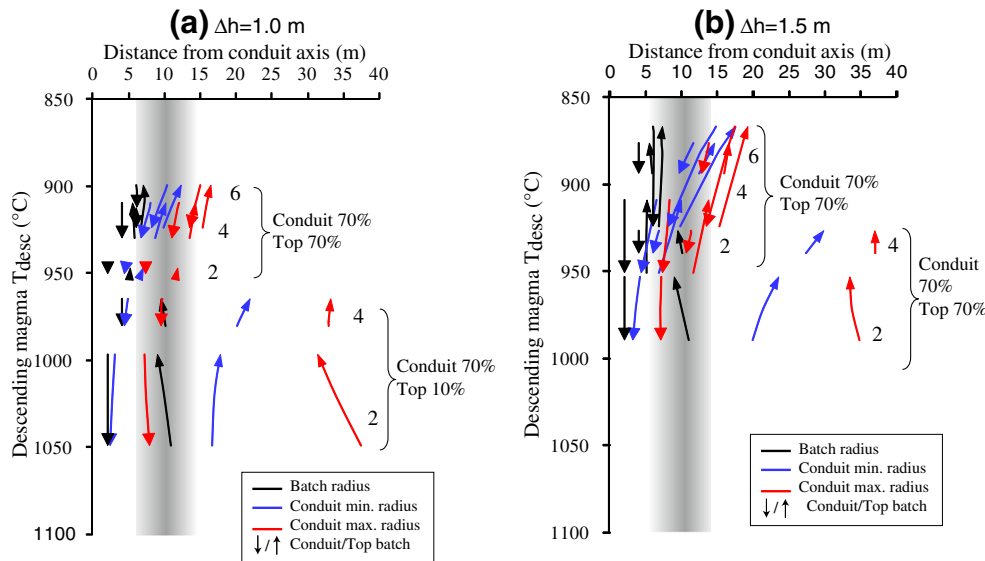 (a) Δh=1.0 m
Distance from conduit axis (m)
0 5 10 15 20 25 30 35 40
Descending magma Tdesc (°C)
850
900
950
1000
1050
1100
6
4
2
Conduit 70%
Top 70%
4
2
Conduit 70%
Top 10%
Batch radius
Conduit min. radius
Conduit max. radius
↓/↑ Conduit/Top batch
(b) Δh=1.5 m
Distance from conduit axis (m)
0 5 10 15 20 25 30 35 40
Descending magma Tdesc (°C)
850
900
950
1000
1050
1100
6
4
2
Conduit 70%
Top 70%
4
2
Conduit
70%
Top 70%
Batch radius
Conduit min. radius
Conduit max. radius
↓/↑ Conduit/Top batch